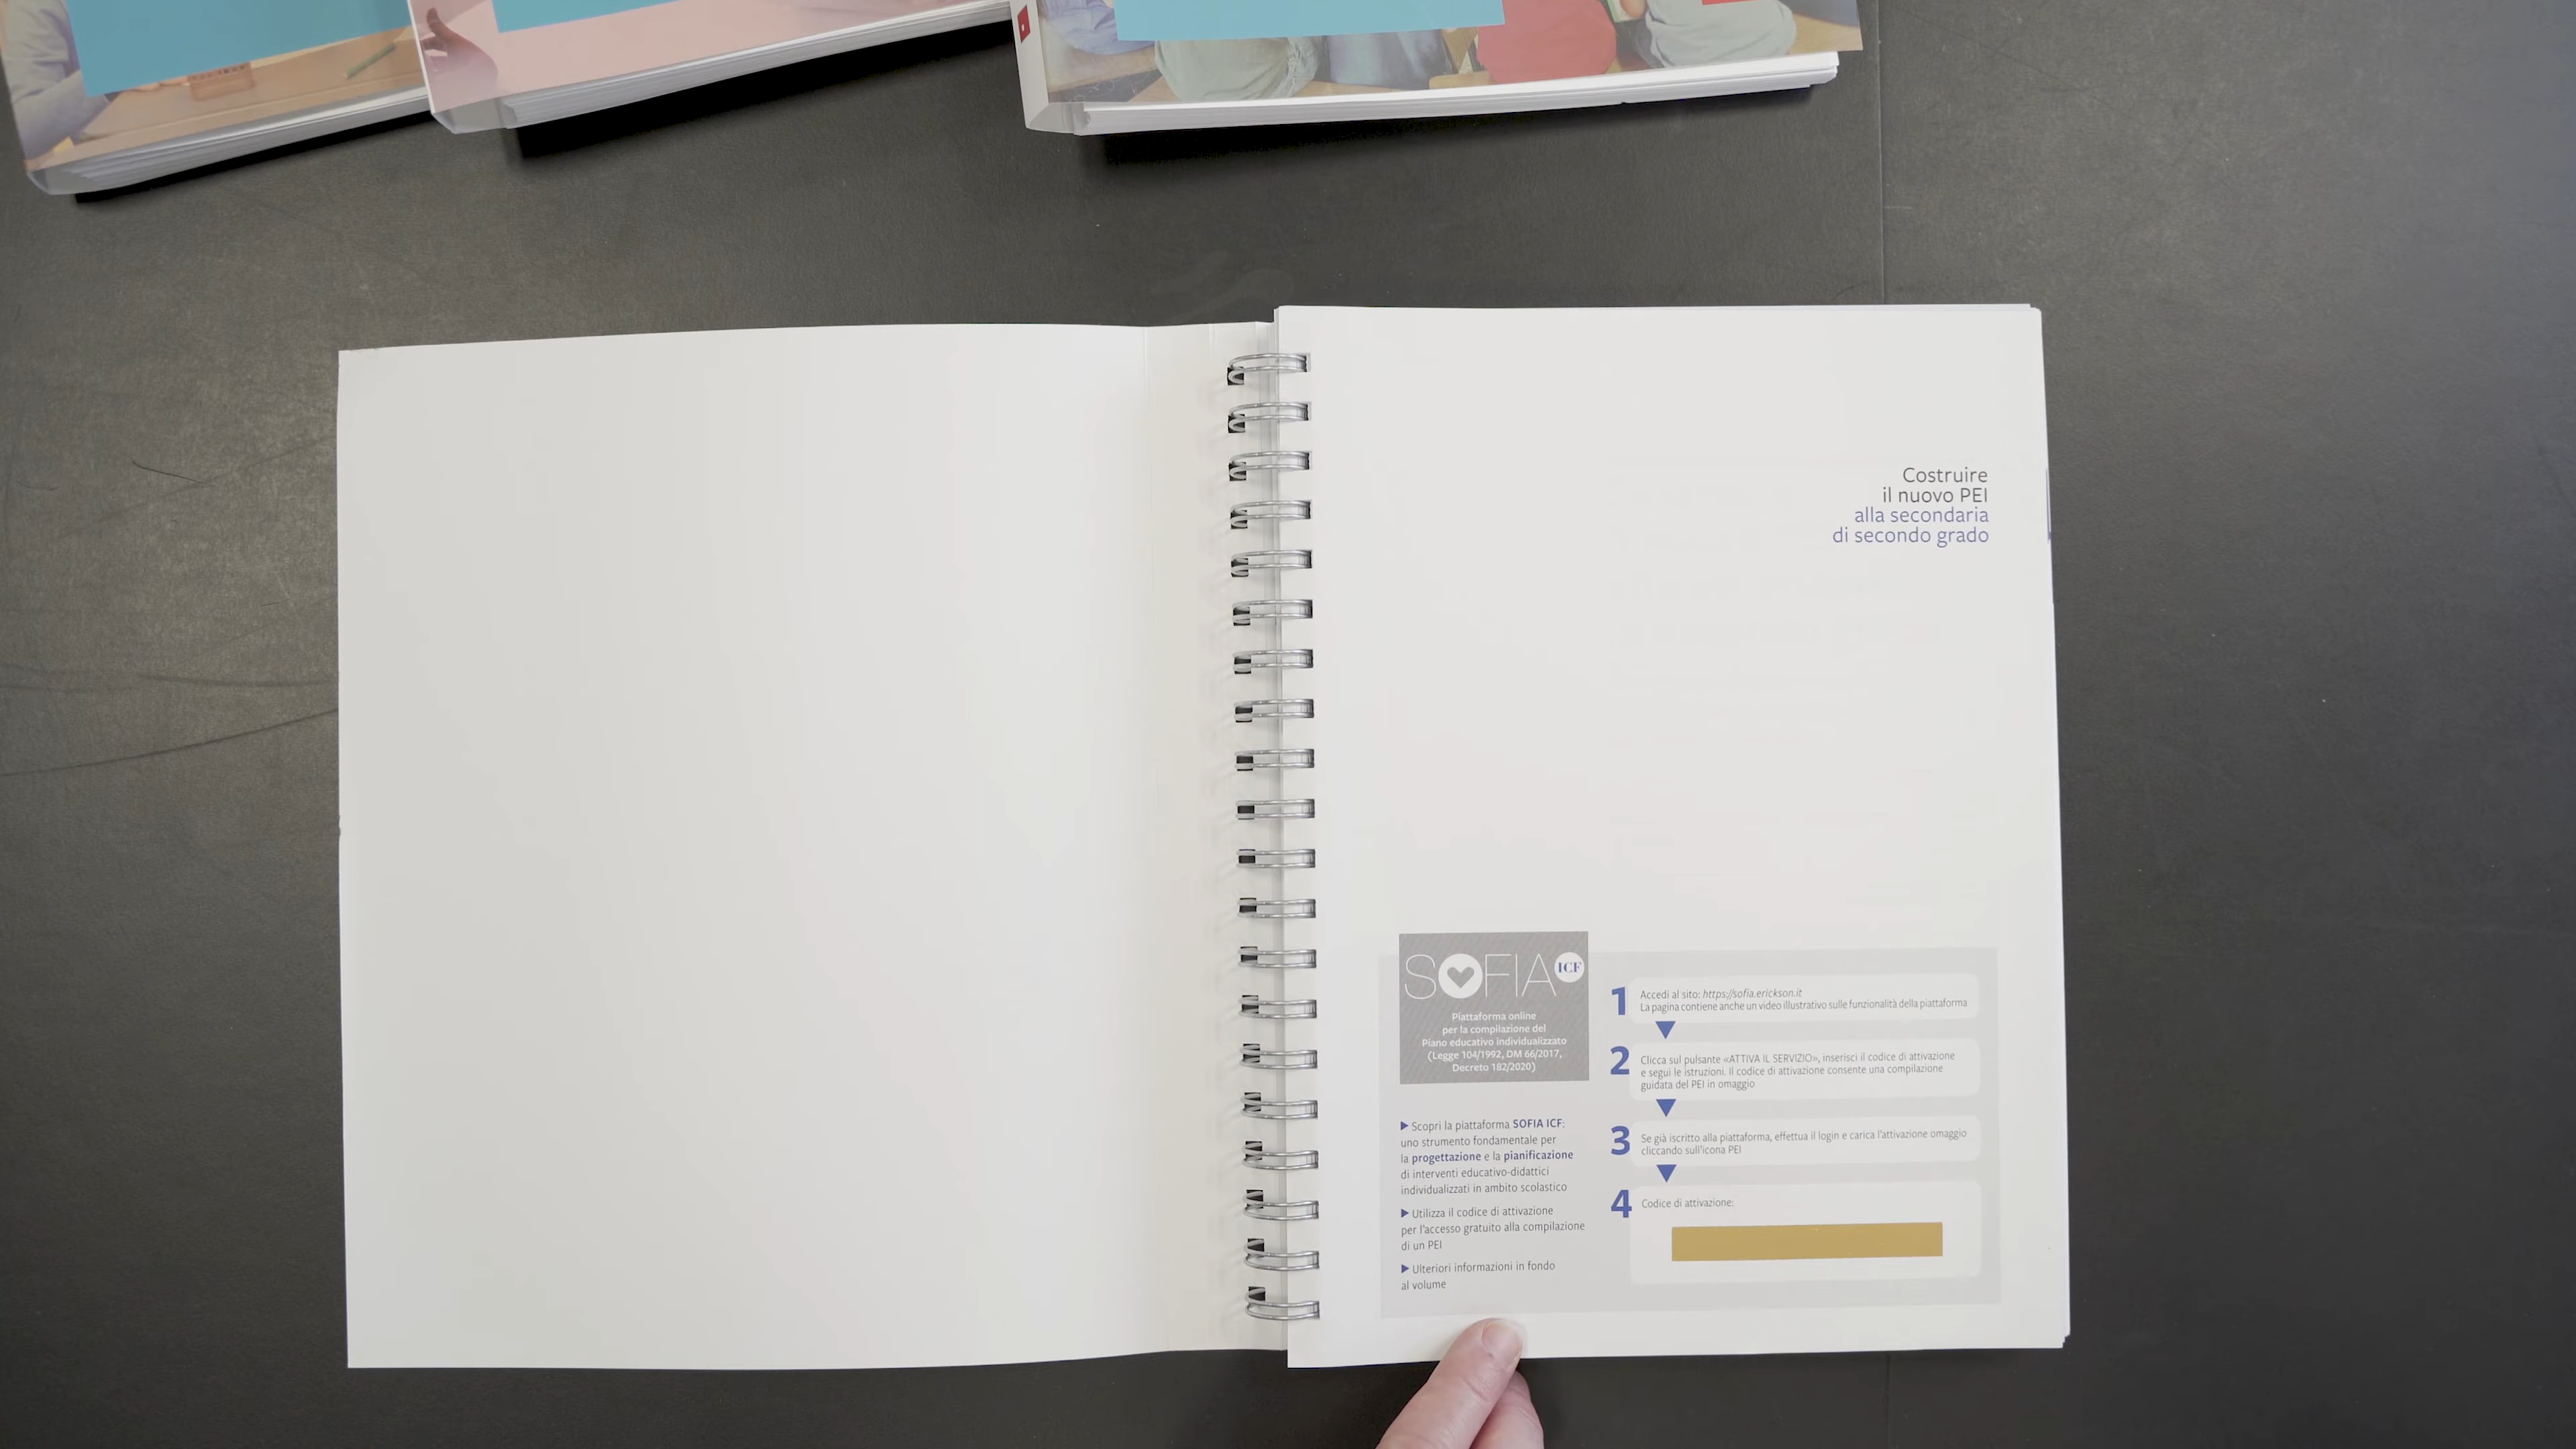 Costruire
il nuovo PEI
alla secondaria
di secondo grado
SOFIA ICF
Piattaforma online
per la compilazione del
Piano educativo individualizzato
(Legge 104/1992, DM 66/2017,
Decreto 182/2020)
▶ Scopri la piattaforma SOFIA ICF:
uno strumento fondamentale per
la progettazione e la pianificazione
di interventi educativo-didattici
individualizzati in ambito scolastico
▶ Utilizza il codice di attivazione
per l'accesso gratuito alla compilazione
di un PEI
▶ Ulteriori informazioni in fondo
al volume
1 Accedi al sito: https://sofia.erickson.it
La pagina contiene anche un video illustrativo sulle funzionalità della piattaforma
2 Clicca sul pulsante «ATTIVA IL SERVIZIO», inserisci il codice di attivazione
e segui le istruzioni. Il codice di attivazione consente una compilazione
guidata del PEI in omaggio
3 Se già iscritto alla piattaforma, effettua il login e carica l'attivazione omaggio
cliccando sull'icona PEI
4 Codice di attivazione: